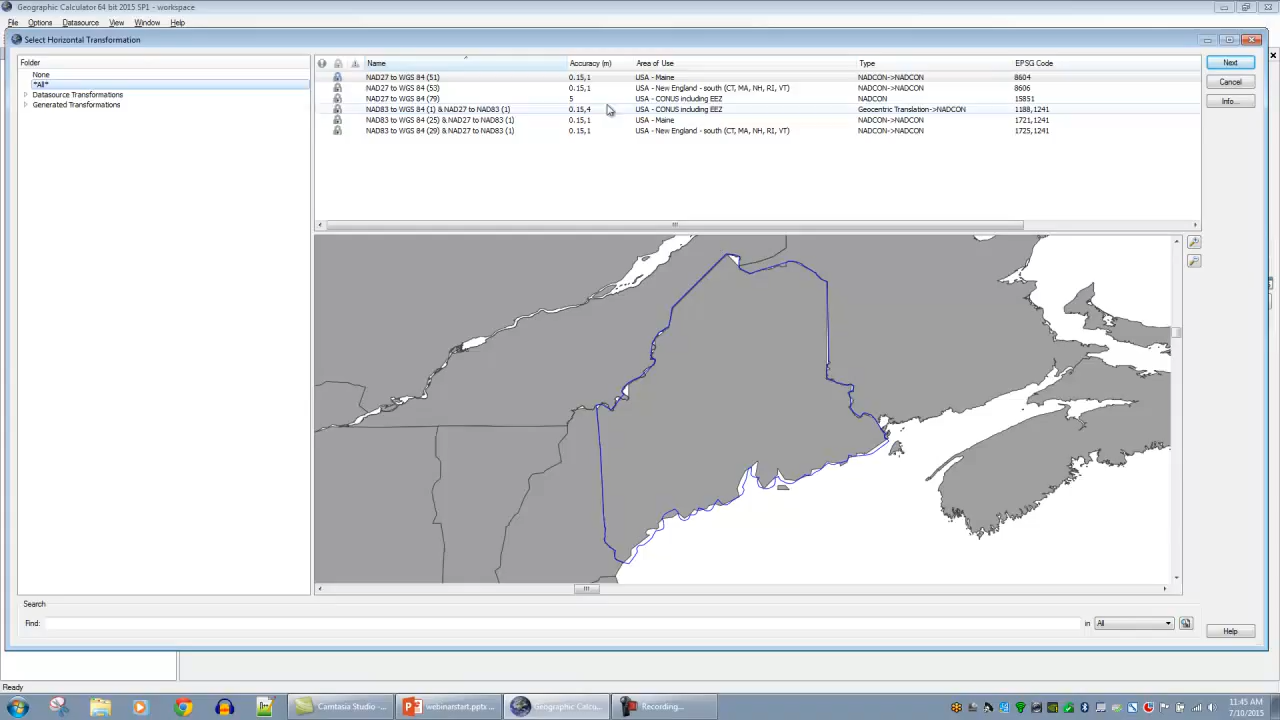 Geographic Calculator 64 bit 2015 SP1 - workspace
File Options Datasource View Window Help
Select Horizontal Transformation
Folder
None
*All*
Datasource Transformations
Generated Transformations
Name Accuracy (m) Area of Use Type EPSG Code
NAD27 to WGS 84 (51) 0.15,1 USA - Maine NADCON->NADCON 8604
NAD27 to WGS 84 (53) 0.15,1 USA - New England - south (CT, MA, NH, RI, VT) NADCON->NADCON 8606
NAD27 to WGS 84 (79) 5 USA - CONUS including EEZ NADCON 15851
NAD83 to WGS 84 (1) & NAD27 to NAD83 (1) 0.15,4 USA - CONUS including EEZ Geocentric Translation->NADCON 1188,1241
NAD83 to WGS 84 (25) & NAD27 to NAD83 (1) 0.15,1 USA - Maine NADCON->NADCON 1721,1241
NAD83 to WGS 84 (29) & NAD27 to NAD83 (1) 0.15,1 USA - New England - south (CT, MA, NH, RI, VT) NADCON->NADCON 1725,1241
Next
Cancel
Info...
Search
Find:
in All
Help
Ready
Camtasia Studio -...
webinarstart.pptx ...
Geographic Calcu...
Recording...
11:45 AM
7/10/2015